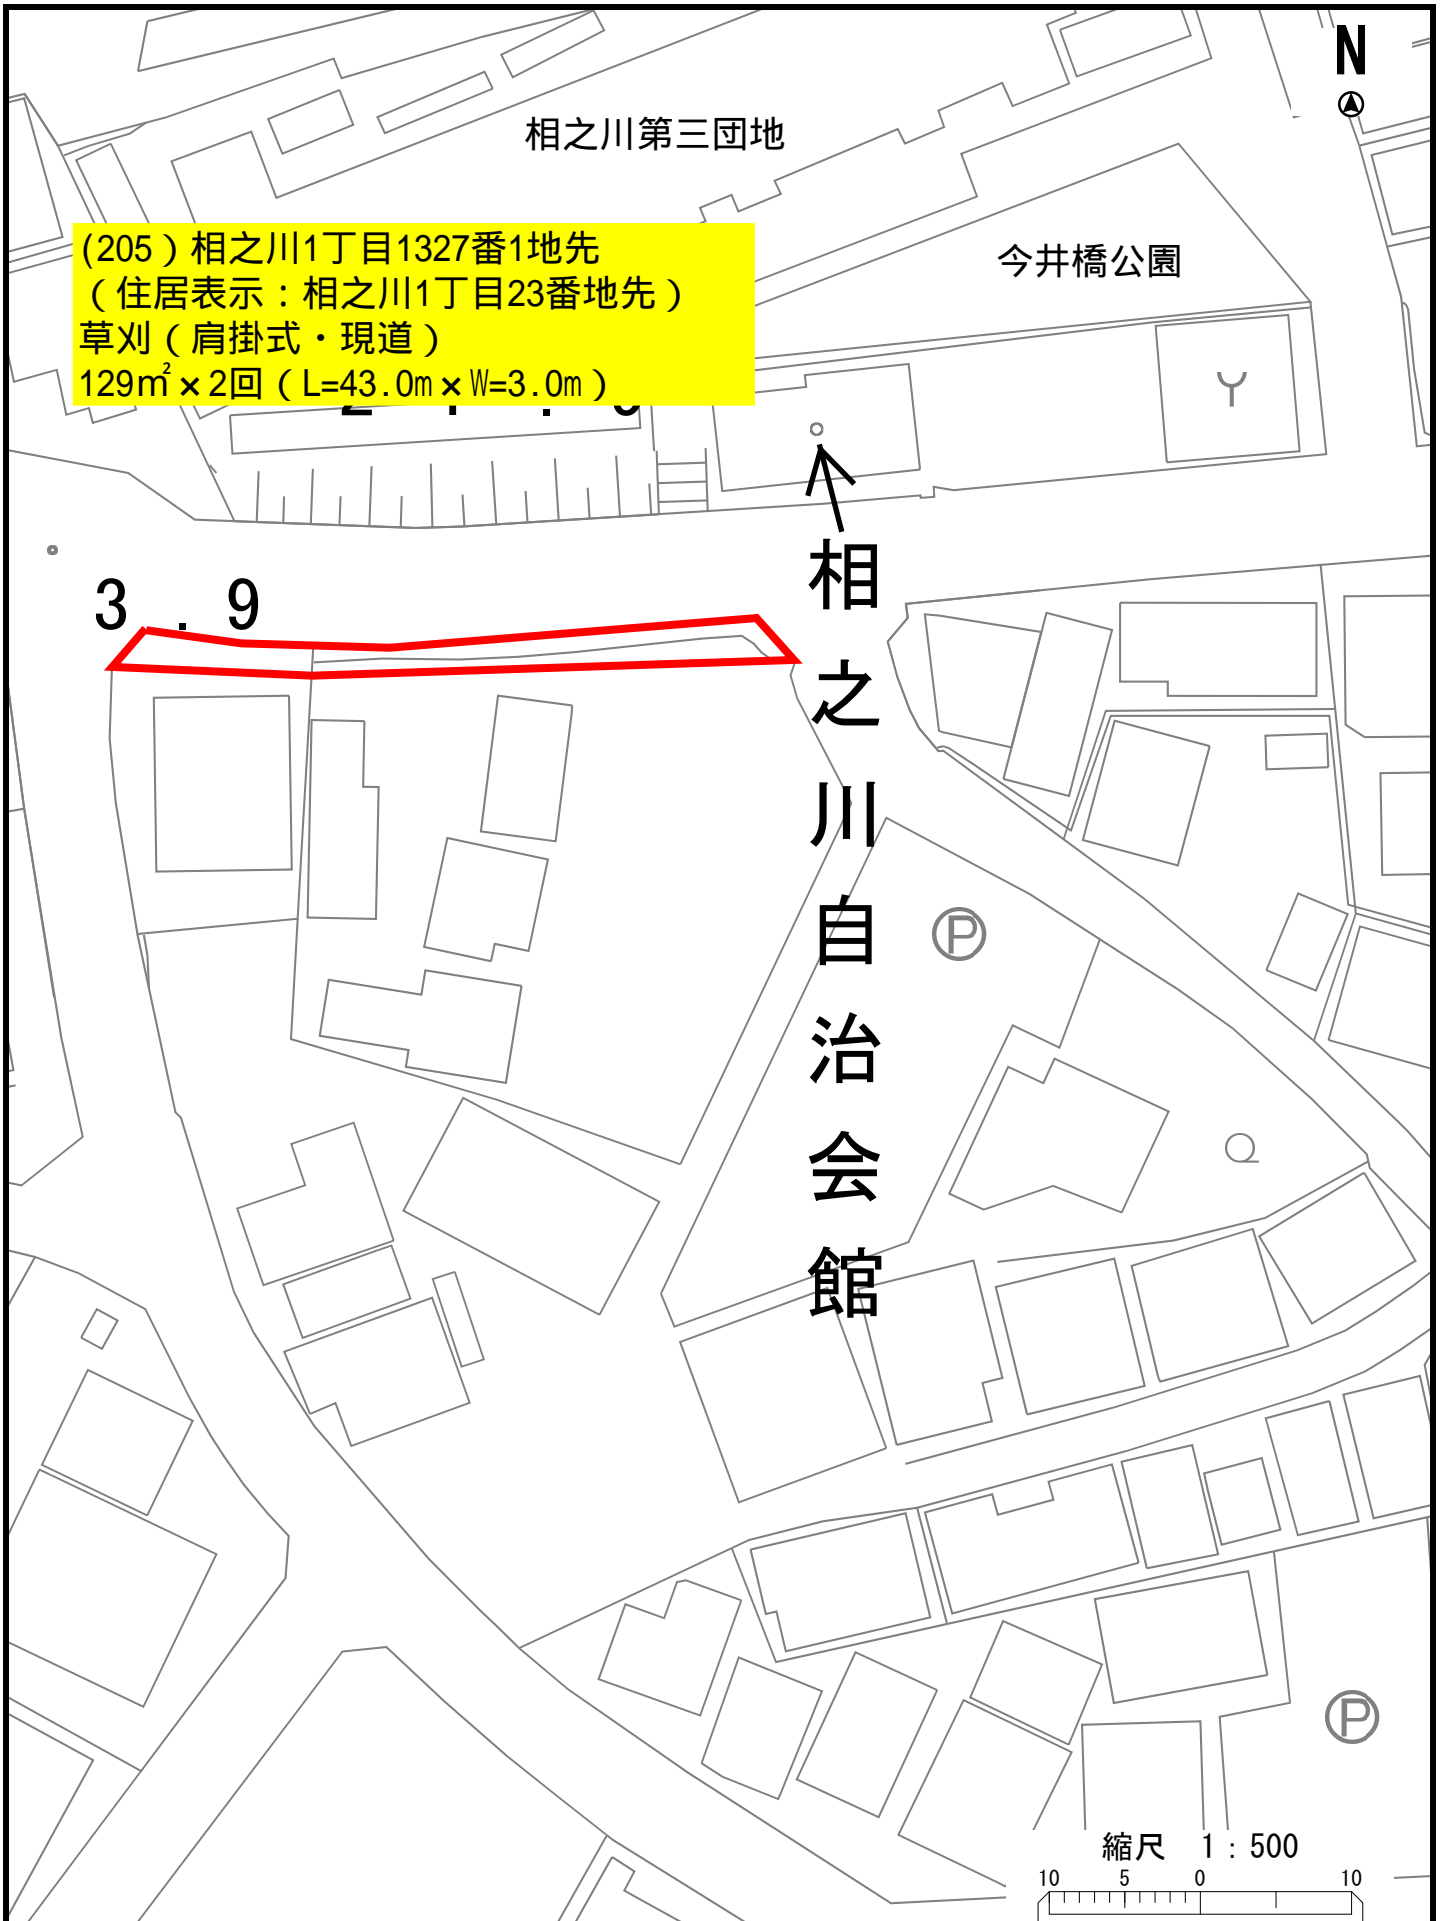 N
相之川第三団地
(205）相之川1丁目1327番1地先
（住居表示：相之川1丁目23番地先）
草刈（肩掛式・現道）
129㎡×2回（L=43.0m×W=3.0m）
今井橋公園
3.9
相之川自治会館
P
P
縮尺　1：500
10 5 0 10